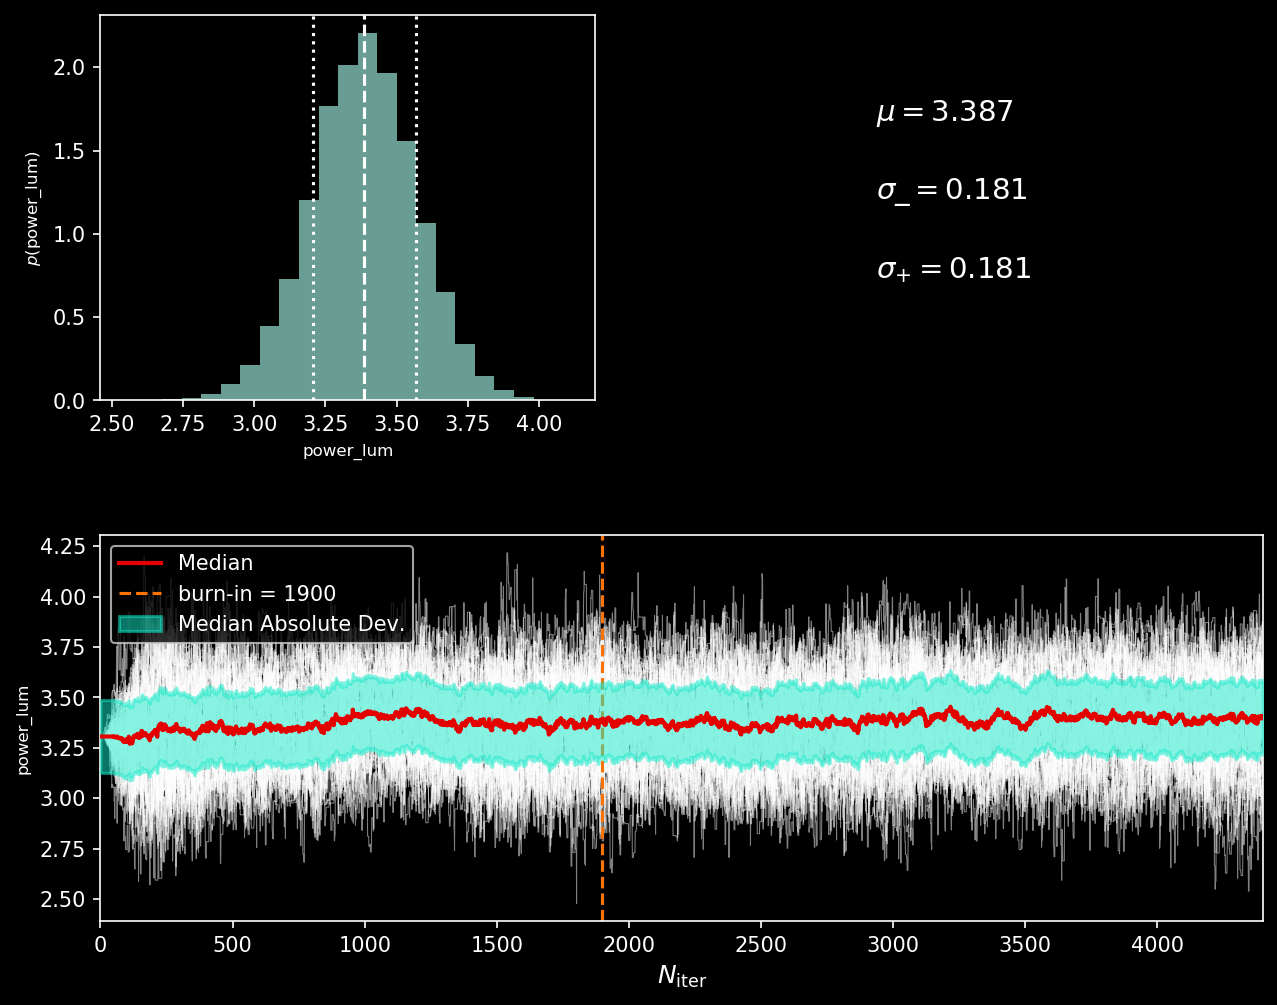 2.0
1.5
1.0
0.5
0.0
p(power_lum)
2.50 2.75 3.00 3.25 3.50 3.75 4.00
power_lum
μ = 3.387
σ_ = 0.181
σ+ = 0.181
4.25
4.00
3.75
3.50
3.25
3.00
2.75
2.50
power_lum
Median
burn-in = 1900
Median Absolute Dev.
0 500 1000 1500 2000 2500 3000 3500 4000
Niter